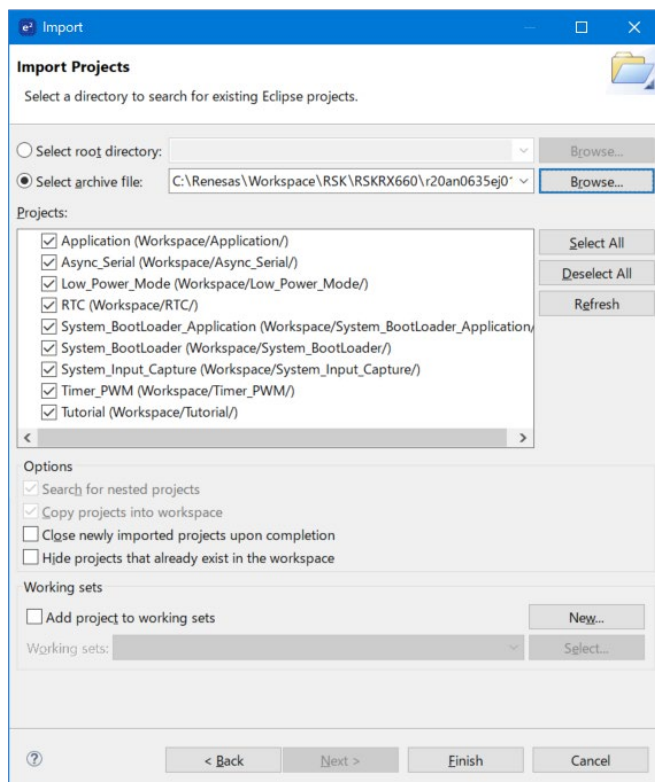 e² Import
Import Projects
Select a directory to search for existing Eclipse projects.
Select root directory:
Browse...
Select archive file: C:\Renesas\Workspace\RSK\RSKRX660\r20an0635ej0
Browse...
Projects:
Application (Workspace/Application/)
Async_Serial (Workspace/Async_Serial/)
Low_Power_Mode (Workspace/Low_Power_Mode/)
RTC (Workspace/RTC/)
System_BootLoader_Application (Workspace/System_BootLoader_Application/
System_BootLoader (Workspace/System_BootLoader/)
System_Input_Capture (Workspace/System_Input_Capture/)
Timer_PWM (Workspace/Timer_PWM/)
Tutorial (Workspace/Tutorial/)
Select All
Deselect All
Refresh
Options
Search for nested projects
Copy projects into workspace
Close newly imported projects upon completion
Hide projects that already exist in the workspace
Working sets
Add project to working sets
New...
Working sets:
Select...
? < Back Next > Finish Cancel